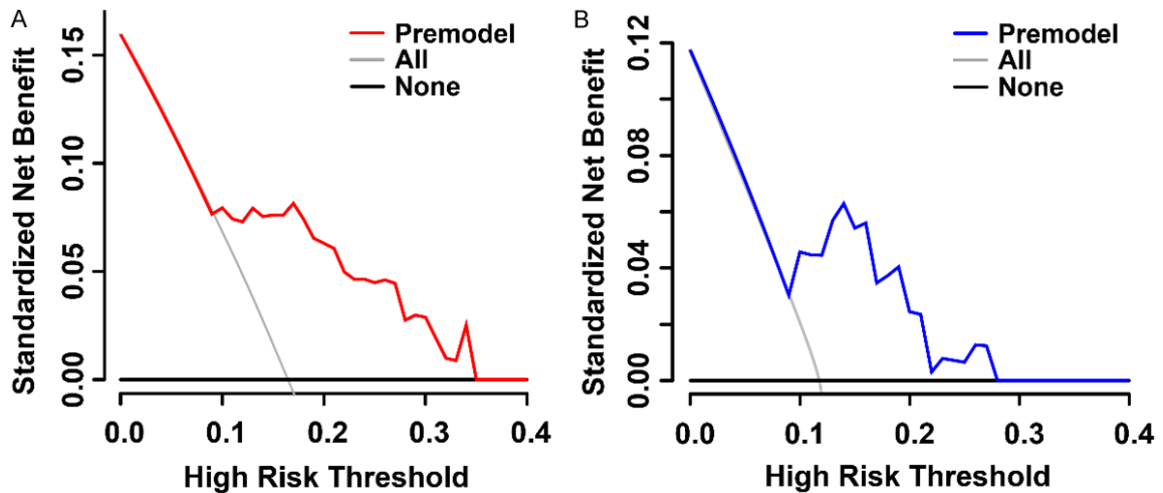 A
Standardized Net Benefit
0.15
0.10
0.05
0.00
Premodel
All
None
0.0 0.1 0.2 0.3 0.4
High Risk Threshold
B
Standardized Net Benefit
0.12
0.08
0.04
0.00
Premodel
All
None
0.0 0.1 0.2 0.3 0.4
High Risk Threshold